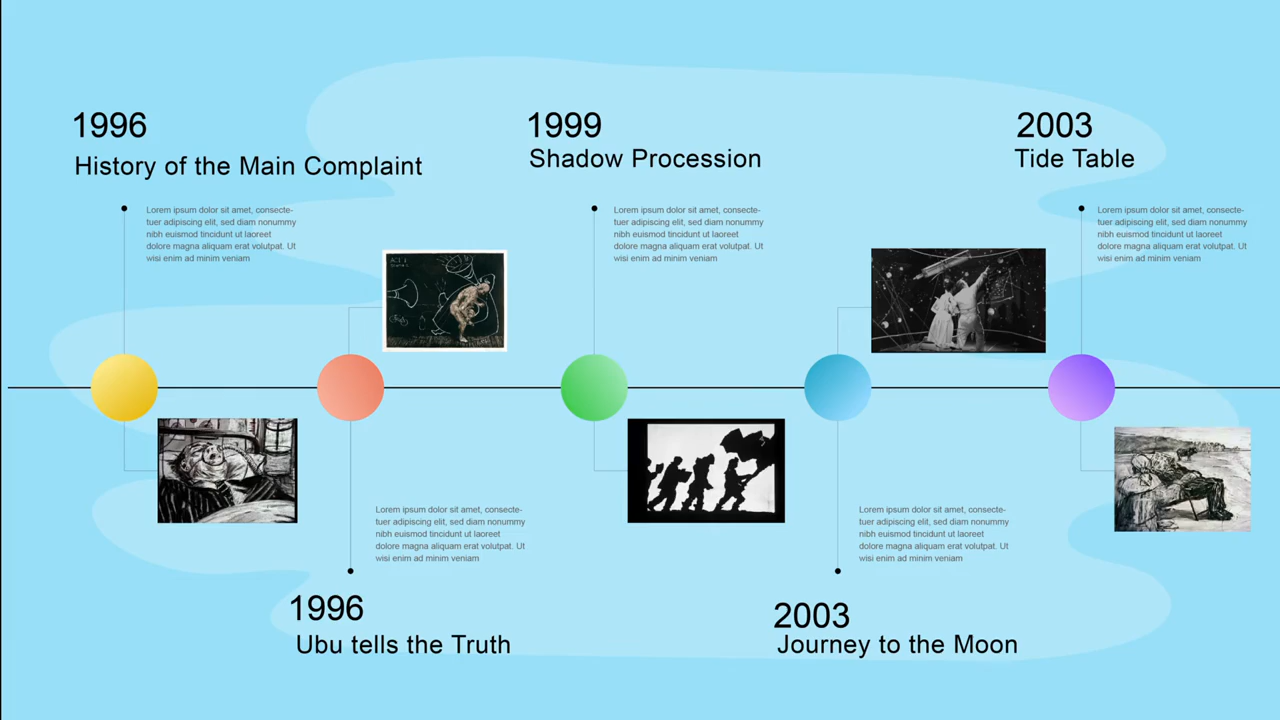 1996
History of the Main Complaint
Lorem ipsum dolor sit amet, consecte-
tuer adipiscing elit, sed diam nonummy
nibh euismod tincidunt ut laoreet
dolore magna aliquam erat volutpat. Ut
wisi enim ad minim veniam
1999
Shadow Procession
Lorem ipsum dolor sit amet, consecte-
tuer adipiscing elit, sed diam nonummy
nibh euismod tincidunt ut laoreet
dolore magna aliquam erat volutpat. Ut
wisi enim ad minim veniam
2003
Tide Table
Lorem ipsum dolor sit amet, consecte-
tuer adipiscing elit, sed diam nonummy
nibh euismod tincidunt ut laoreet
dolore magna aliquam erat volutpat. Ut
wisi enim ad minim veniam
Lorem ipsum dolor sit amet, consecte-
tuer adipiscing elit, sed diam nonummy
nibh euismod tincidunt ut laoreet
dolore magna aliquam erat volutpat. Ut
wisi enim ad minim veniam
1996
Ubu tells the Truth
Lorem ipsum dolor sit amet, consecte-
tuer adipiscing elit, sed diam nonummy
nibh euismod tincidunt ut laoreet
dolore magna aliquam erat volutpat. Ut
wisi enim ad minim veniam
2003
Journey to the Moon